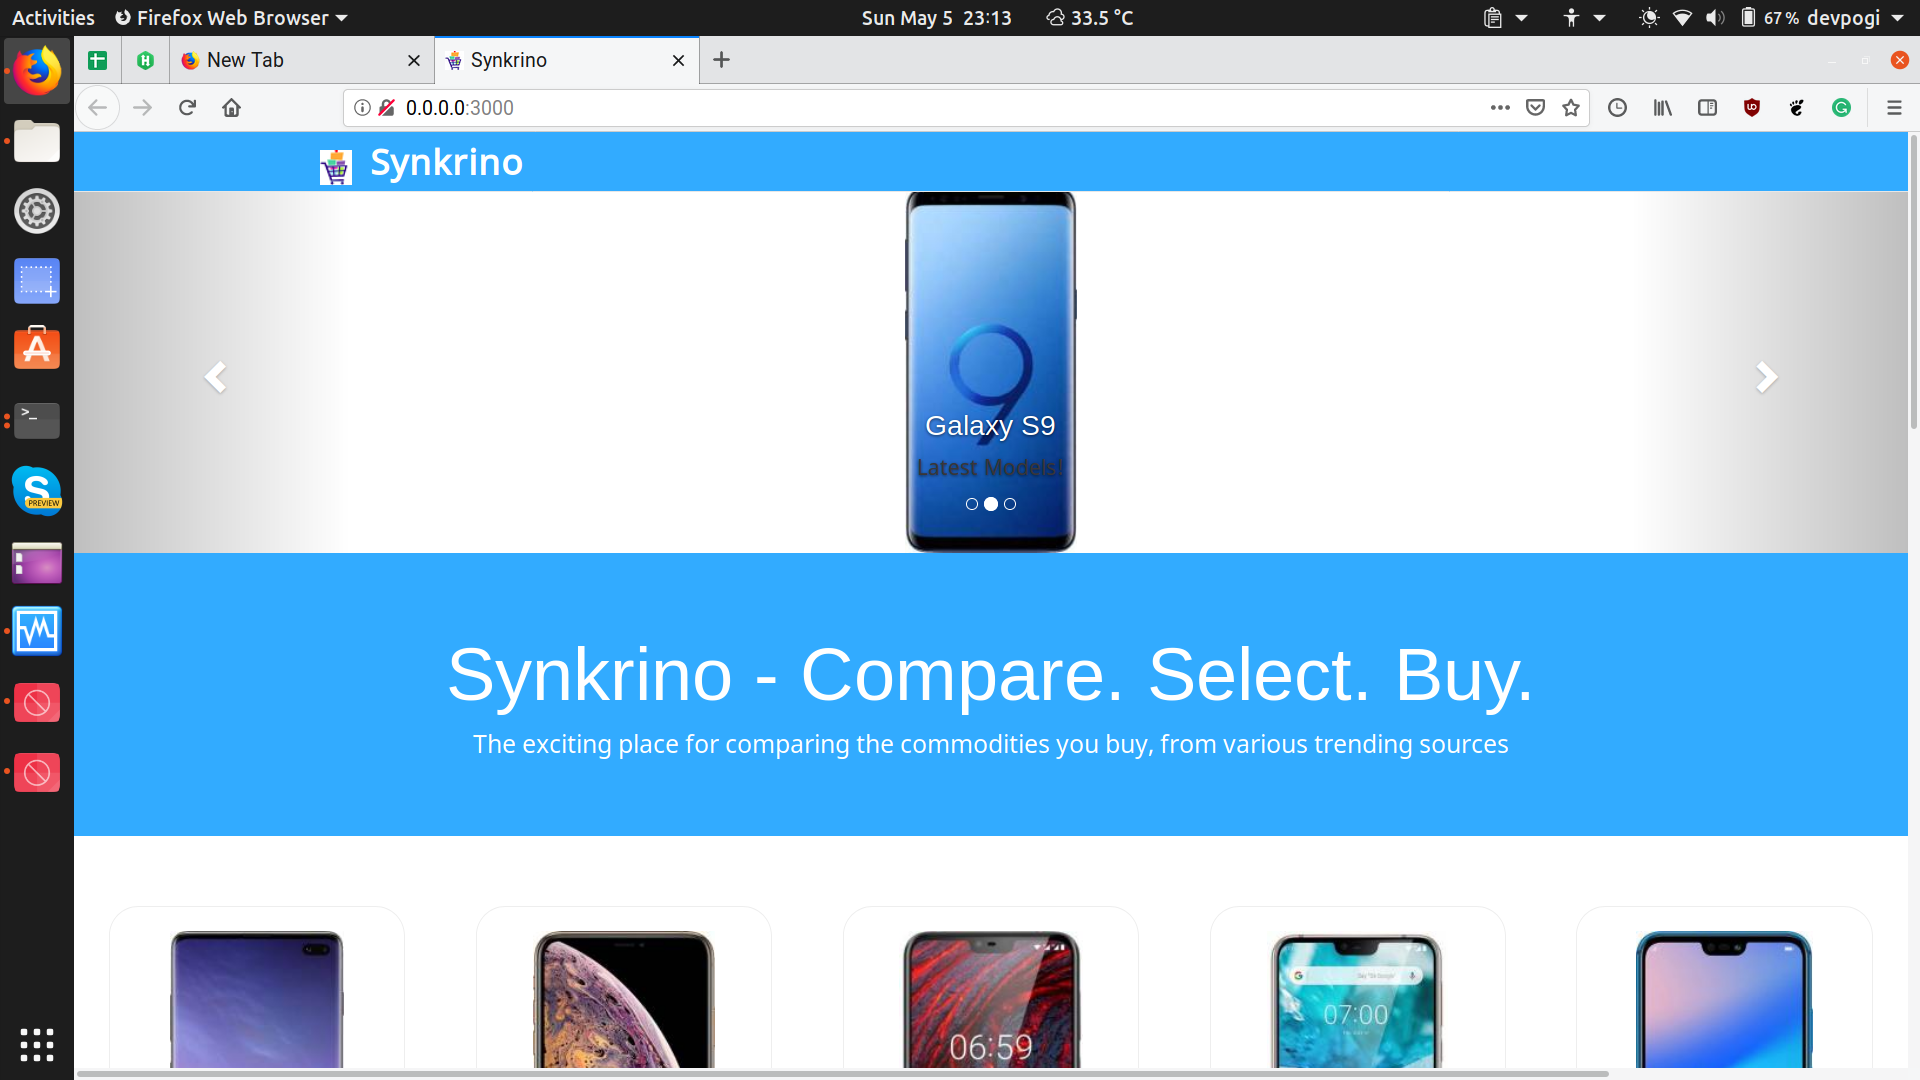 Activities Firefox Web Browser Sun May 5 23:13 33.5 °C 67 % devpogi
New Tab Synkrino
0.0.0.0:3000
Synkrino
9
Galaxy S9
Latest Models!
Synkrino - Compare. Select. Buy.
The exciting place for comparing the commodities you buy, from various trending sources
S
PREVIEW
06:59
07:00